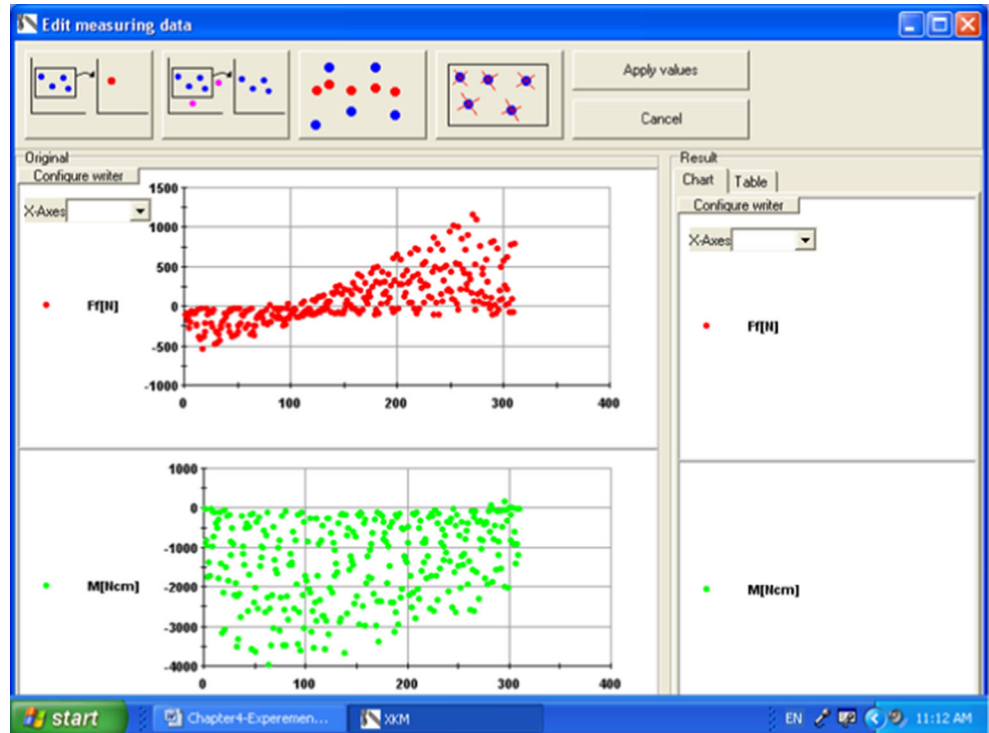 Edit measuring data
Apply values
Cancel
Original
Configure writer
X-Axes
Ff[N]
1500
1000
500
0
-500
-1000
0 100 200 300 400
M[Ncm]
1000
0
-1000
-2000
-3000
-4000
0 100 200 300 400
Result
Chart Table
Configure writer
X-Axes
Ff[N]
M[Ncm]
start Chapter4-Experemen... XKM EN 11:12 AM